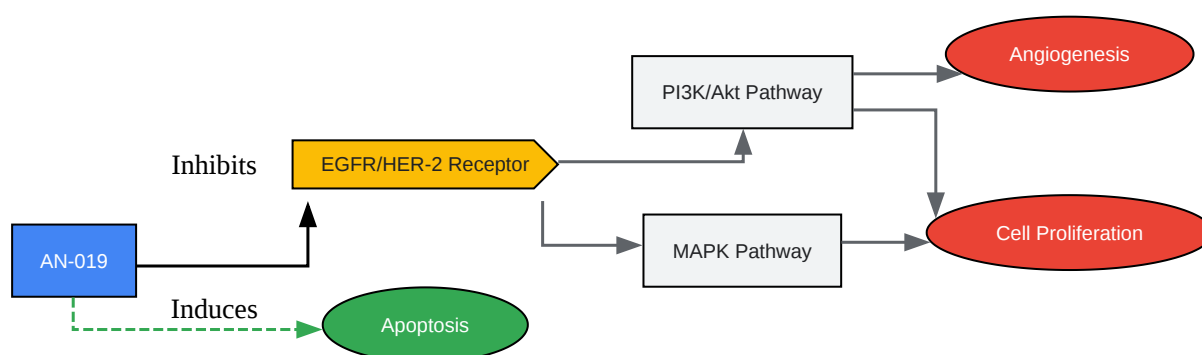 Angiogenesis
PI3K/Akt Pathway
Inhibits
EGFR/HER-2 Receptor
Cell Proliferation
MAPK Pathway
AN-019
Induces
Apoptosis